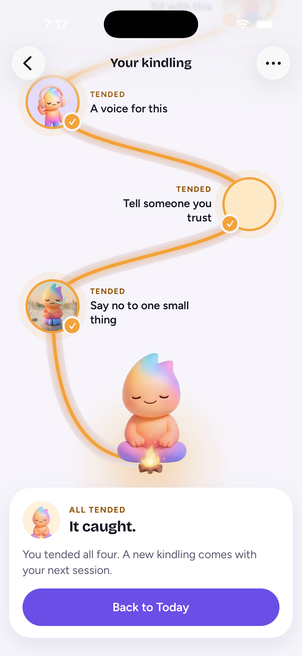 7:17
Your kindling
TENDED
A voice for this
TENDED
Tell someone you
trust
TENDED
Say no to one small
thing
ALL TENDED
It caught.
You tended all four. A new kindling comes with
your next session.
Back to Today